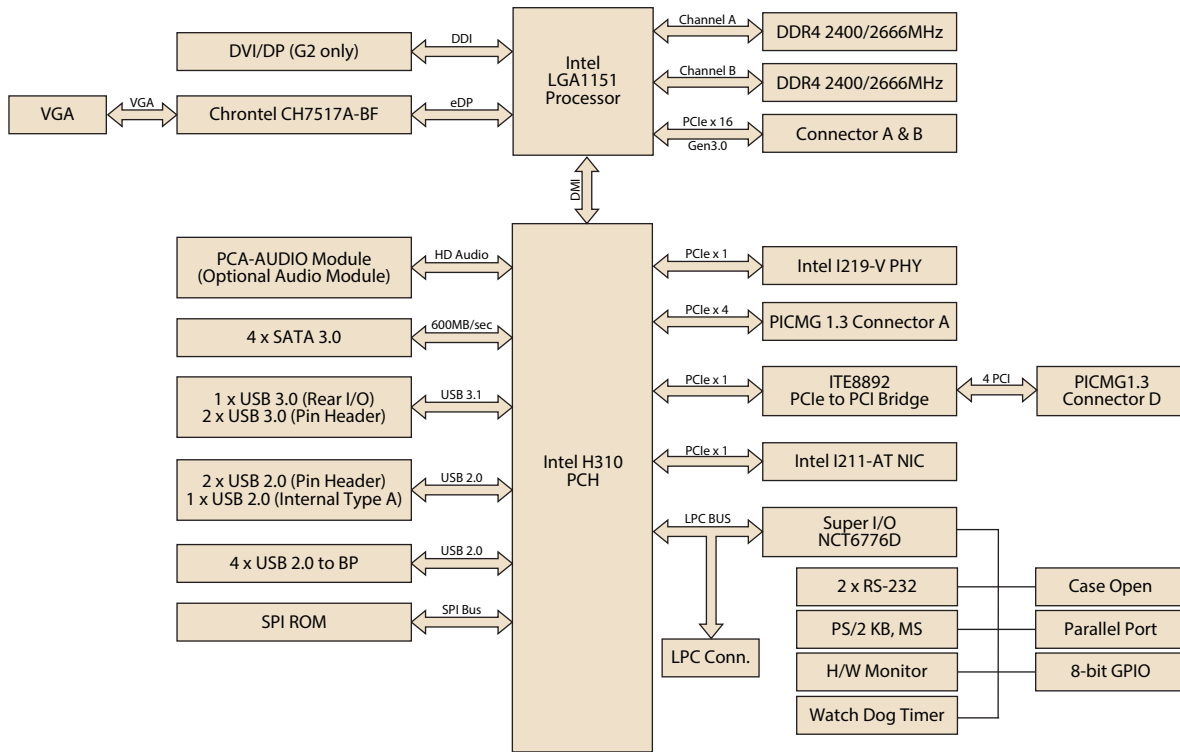 DVI/DP (G2 only)
DDI
Intel
LGA1151
Processor
Channel A
DDR4 2400/2666MHz
Channel B
DDR4 2400/2666MHz
VGA
VGA
Chrontel CH7517A-BF
eDP
PCIe x 16
Gen3.0
Connector A & B
DMI
PCA-AUDIO Module
(Optional Audio Module)
HD Audio
4 x SATA 3.0
600MB/sec
1 x USB 3.0 (Rear I/O)
2 x USB 3.0 (Pin Header)
USB 3.1
2 x USB 2.0 (Pin Header)
1 x USB 2.0 (Internal Type A)
USB 2.0
4 x USB 2.0 to BP
USB 2.0
SPI ROM
SPI Bus
Intel H310
PCH
PCIe x 1
Intel I219-V PHY
PCIe x 4
PICMG 1.3 Connector A
PCIe x 1
ITE8892
PCIe to PCI Bridge
4 PCI
PICMG1.3
Connector D
PCIe x 1
Intel I211-AT NIC
LPC BUS
Super I/O
NCT6776D
LPC Conn.
2 x RS-232
Case Open
PS/2 KB, MS
Parallel Port
H/W Monitor
8-bit GPIO
Watch Dog Timer